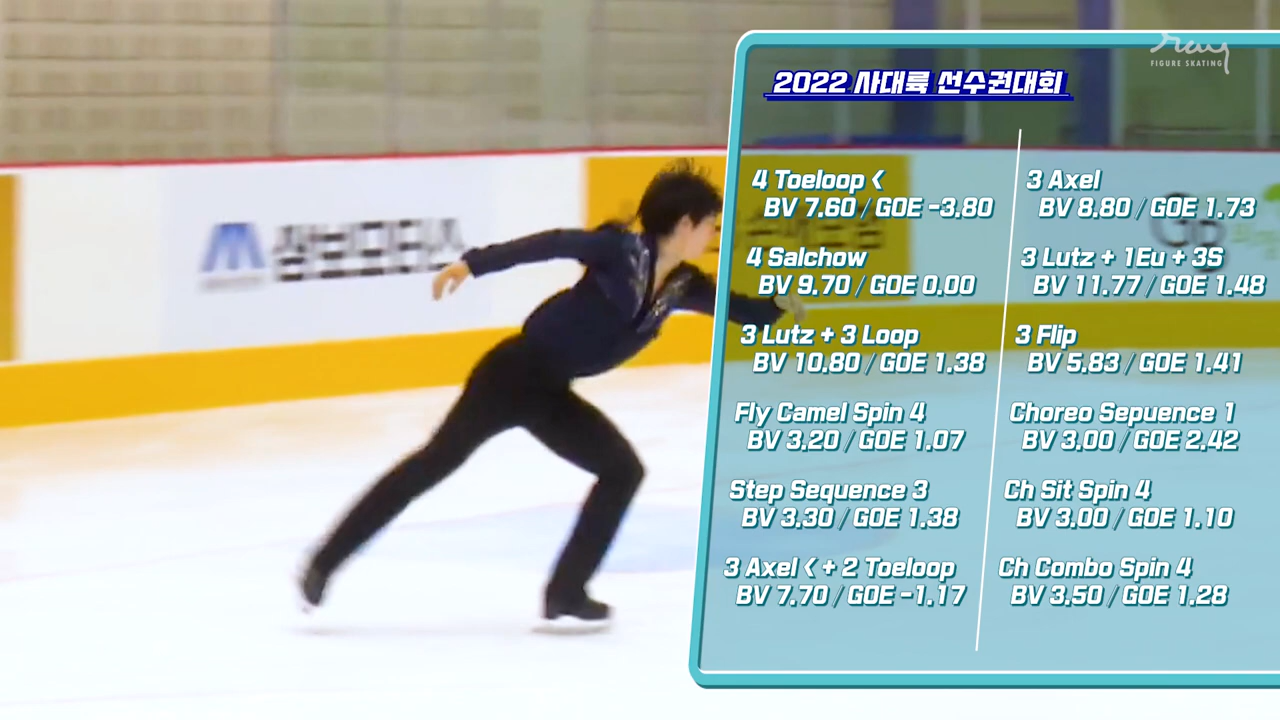 ray
FIGURE SKATING
2022 사대륙 선수권대회
4 Toeloop <
BV 7.60 / GOE -3.80
4 Salchow
BV 9.70 / GOE 0.00
3 Lutz + 3 Loop
BV 10.80 / GOE 1.38
Fly Camel Spin 4
BV 3.20 / GOE 1.07
Step Sequence 3
BV 3.30 / GOE 1.38
3 Axel < + 2 Toeloop
BV 7.70 / GOE -1.17
3 Axel
BV 8.80 / GOE 1.73
3 Lutz + 1Eu + 3S
BV 11.77 / GOE 1.48
3 Flip
BV 5.83 / GOE 1.41
Choreo Sepuence 1
BV 3.00 / GOE 2.42
Ch Sit Spin 4
BV 3.00 / GOE 1.10
Ch Combo Spin 4
BV 3.50 / GOE 1.28
삼보모터스